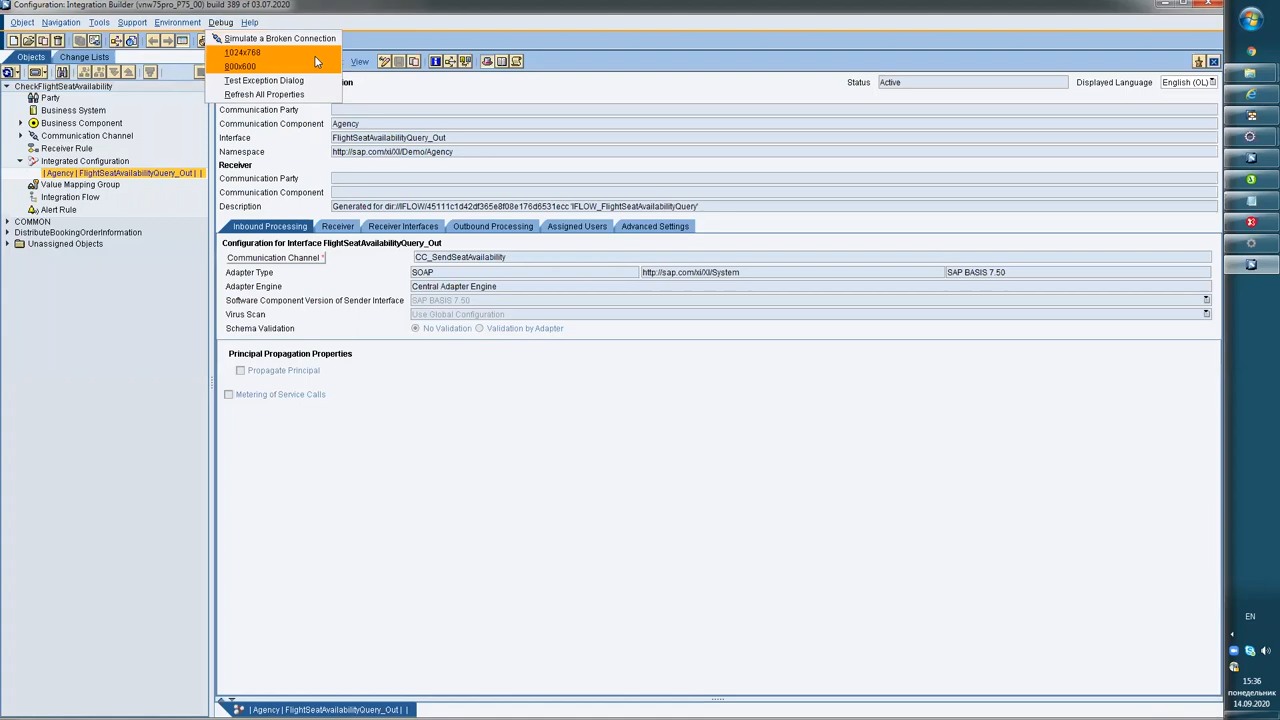 Configuration: Integration Builder (vnw75pro_P75_00) build 389 of 03.07.2020
Object Navigation Tools Support Environment Debug Help
Simulate a Broken Connection
1024x768
800x600
Test Exception Dialog
Refresh All Properties
View
Objects Change Lists
CheckFlightSeatAvailability
Party
Business System
Business Component
Communication Channel
Receiver Rule
Integrated Configuration
| Agency | FlightSeatAvailabilityQuery_Out | |
Value Mapping Group
Integration Flow
Alert Rule
COMMON
DistributeBookingOrderInformation
Unassigned Objects
Status Active Displayed Language English (OL)
Communication Party
Communication Component Agency
Interface FlightSeatAvailabilityQuery_Out
Namespace http://sap.com/xi/XI/Demo/Agency
Receiver
Communication Party
Communication Component
Description Generated for dir://IFLOW/45111c1d42df365e8f08e176d6531ecc 'IFLOW_FlightSeatAvailabilityQuery'
Inbound Processing Receiver Receiver Interfaces Outbound Processing Assigned Users Advanced Settings
Configuration for Interface FlightSeatAvailabilityQuery_Out
Communication Channel * CC_SendSeatAvailability
Adapter Type SOAP http://sap.com/xi/XI/System SAP BASIS 7.50
Adapter Engine Central Adapter Engine
Software Component Version of Sender Interface SAP BASIS 7.50
Virus Scan Use Global Configuration
Schema Validation No Validation Validation by Adapter
Principal Propagation Properties
Propagate Principal
Metering of Service Calls
| Agency | FlightSeatAvailabilityQuery_Out | |
EN
15:36
понедельник
14.09.2020